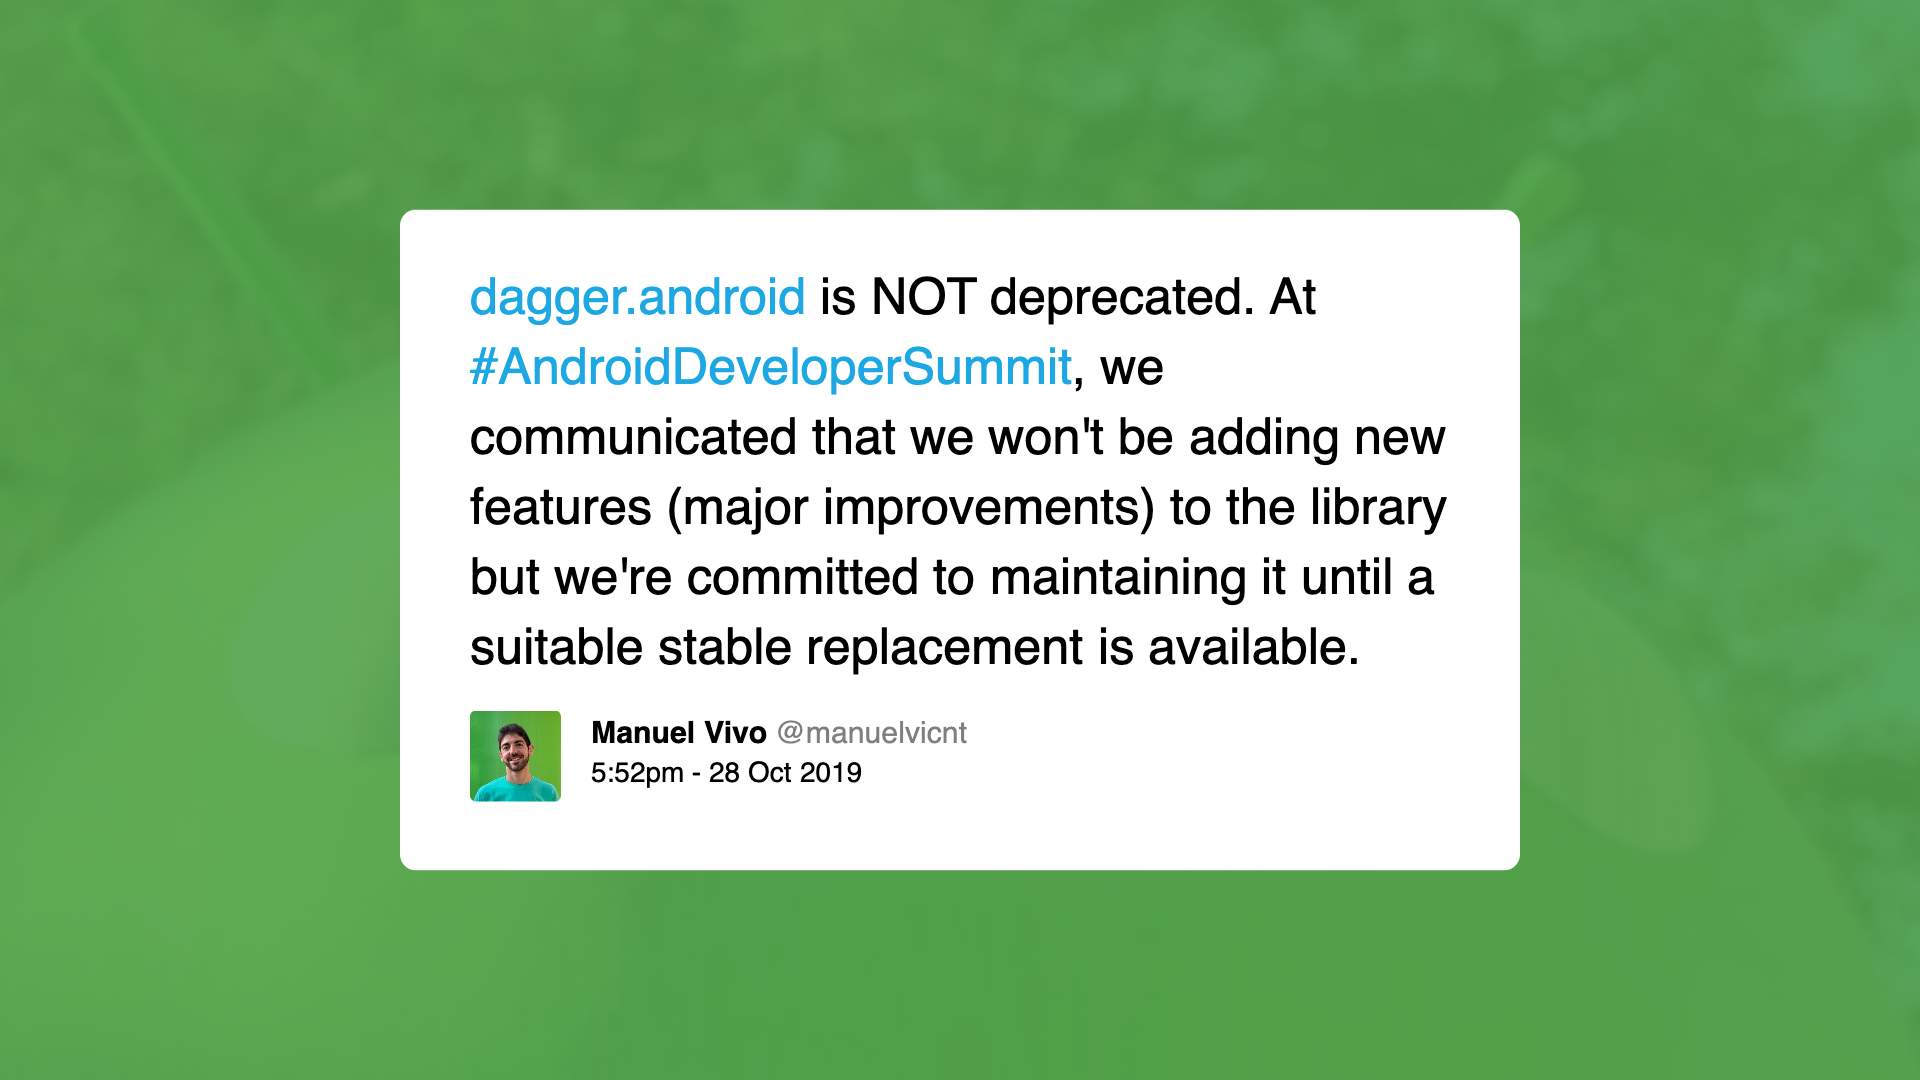 dagger.android is NOT deprecated. At
#AndroidDeveloperSummit, we
communicated that we won't be adding new
features (major improvements) to the library
but we're committed to maintaining it until a
suitable stable replacement is available.
Manuel Vivo @manuelvicnt
5:52pm - 28 Oct 2019